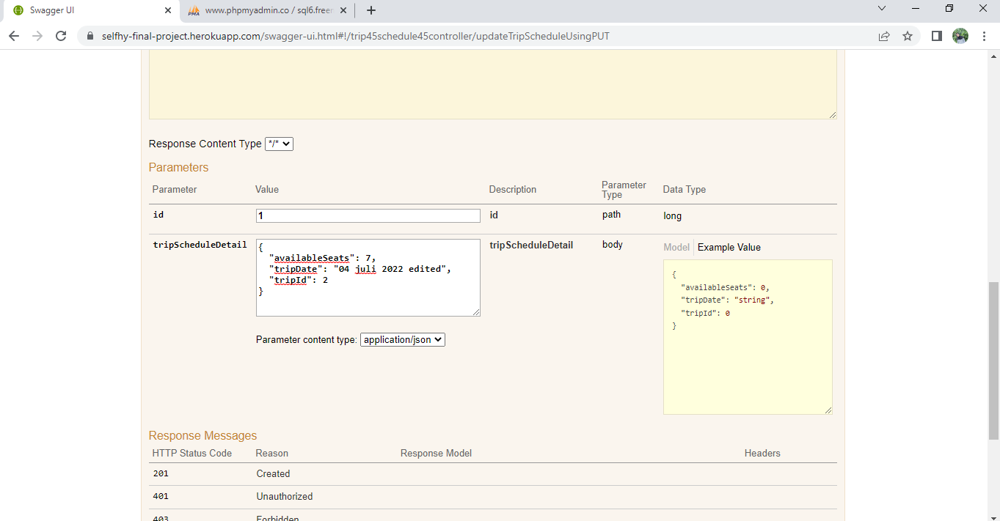 Swagger UI
www.phpmyadmin.co / sql6.freer
selfhy-final-project.herokuapp.com/swagger-ui.html#!/trip45schedule45controller/updateTripScheduleUsingPUT
Response Content Type */*
Parameters
Parameter Value Description Parameter Type Data Type
id 1 id path long
tripScheduleDetail
{
"availableSeats": 7,
"tripDate": "04 juli 2022 edited",
"tripId": 2
}
Parameter content type: application/json
tripScheduleDetail body
Model Example Value
{
"availableSeats": 0,
"tripDate": "string",
"tripId": 0
}
Response Messages
HTTP Status Code Reason Response Model Headers
201 Created
401 Unauthorized
403 Forbidden